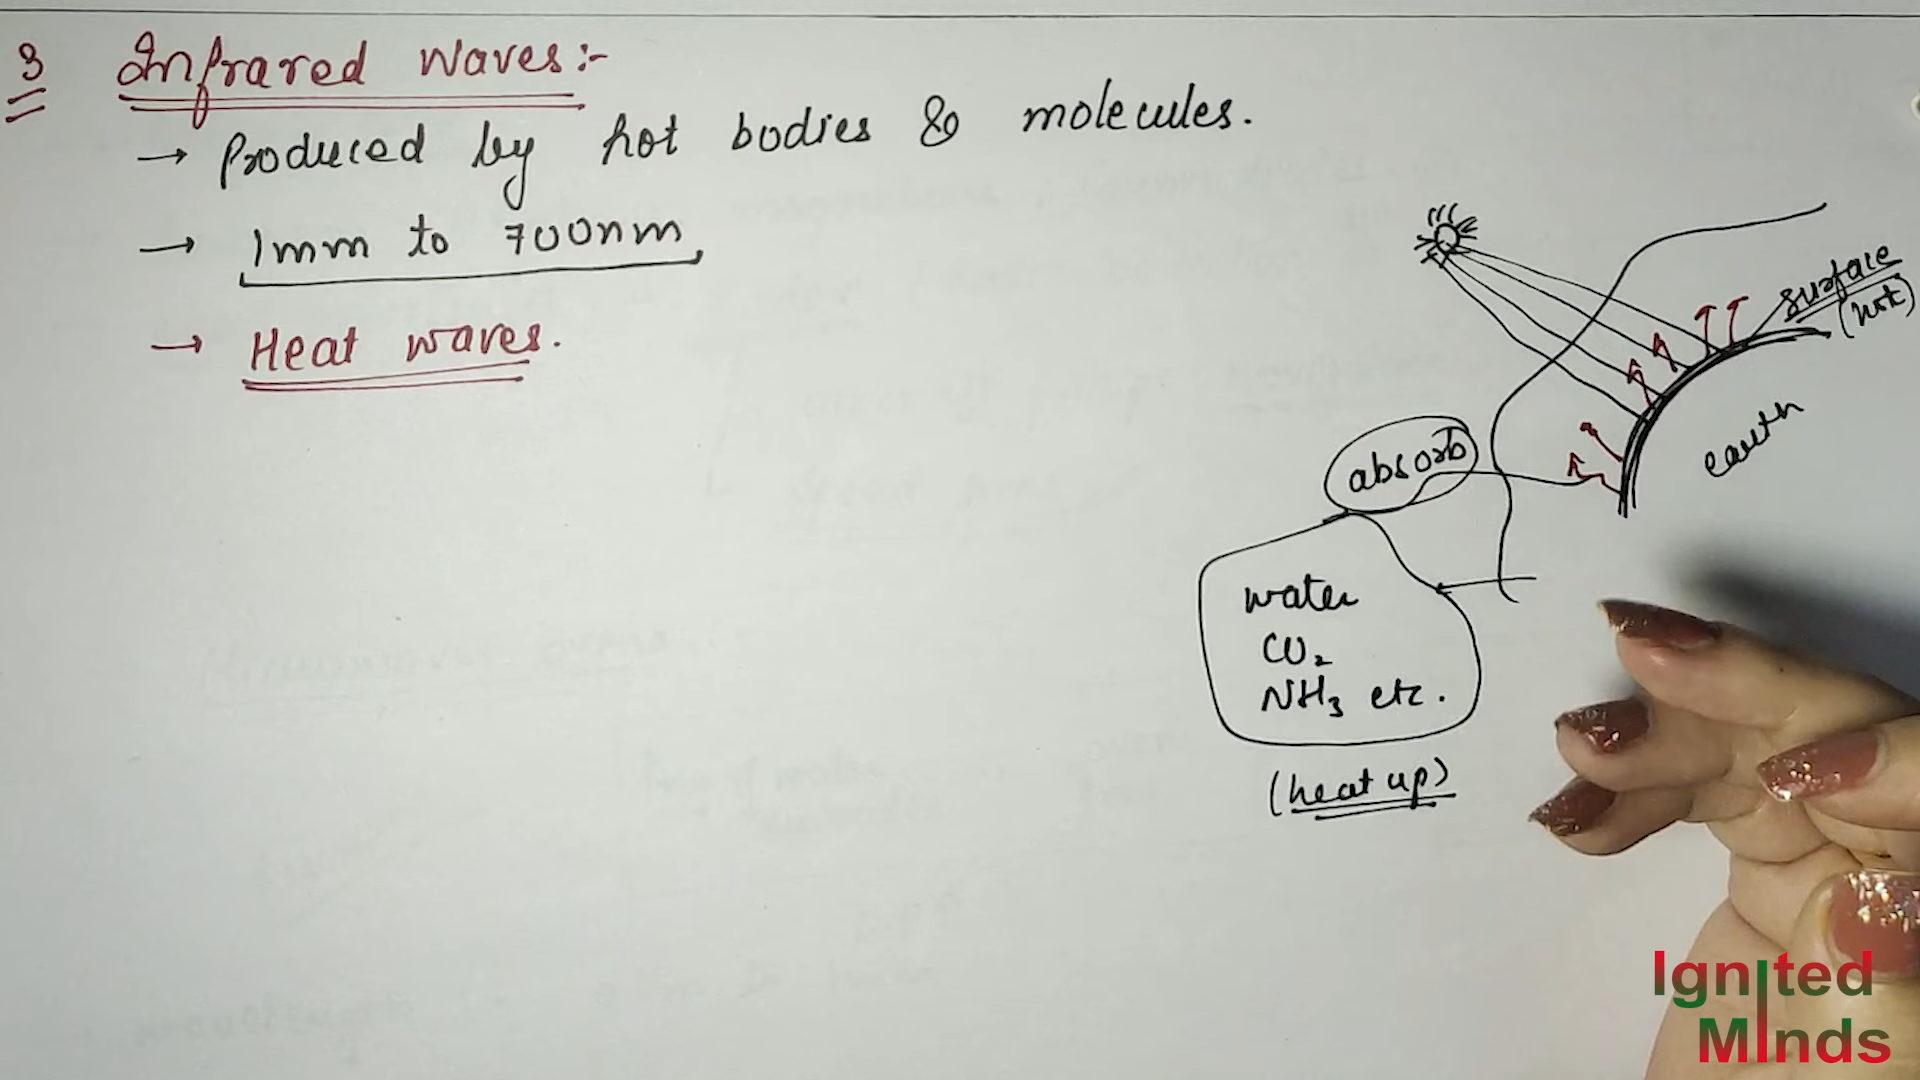 3 Infrared waves:-
→ Produced by hot bodies & molecules.
→ 1mm to 700nm,
→ Heat waves.
surface
(hot)
earth
absorb
water
CO₂
NH₃ etc.
(heat up)
Ignited
Minds